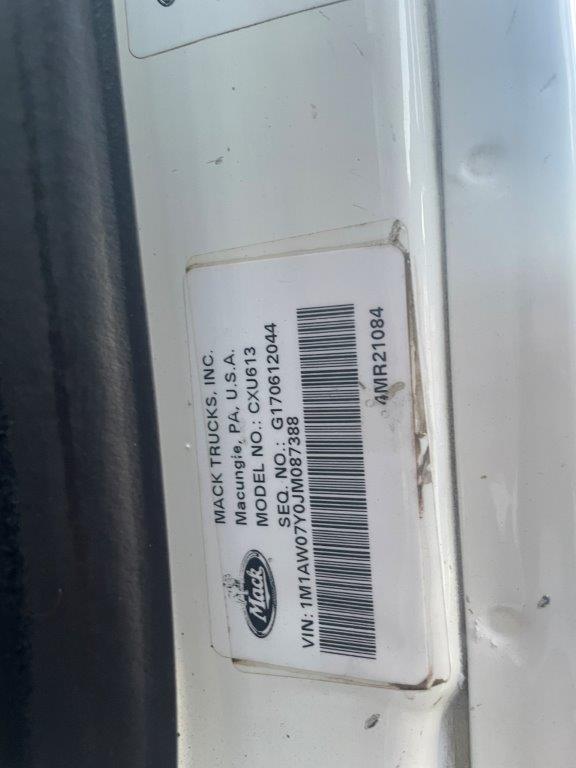 MACK TRUCKS, INC.
Macungie, PA, U.S.A.
MODEL NO.: CXU613
SEQ. NO.: G170612044
Mack
VIN: 1M1AW07Y0JM087388
4MR21084